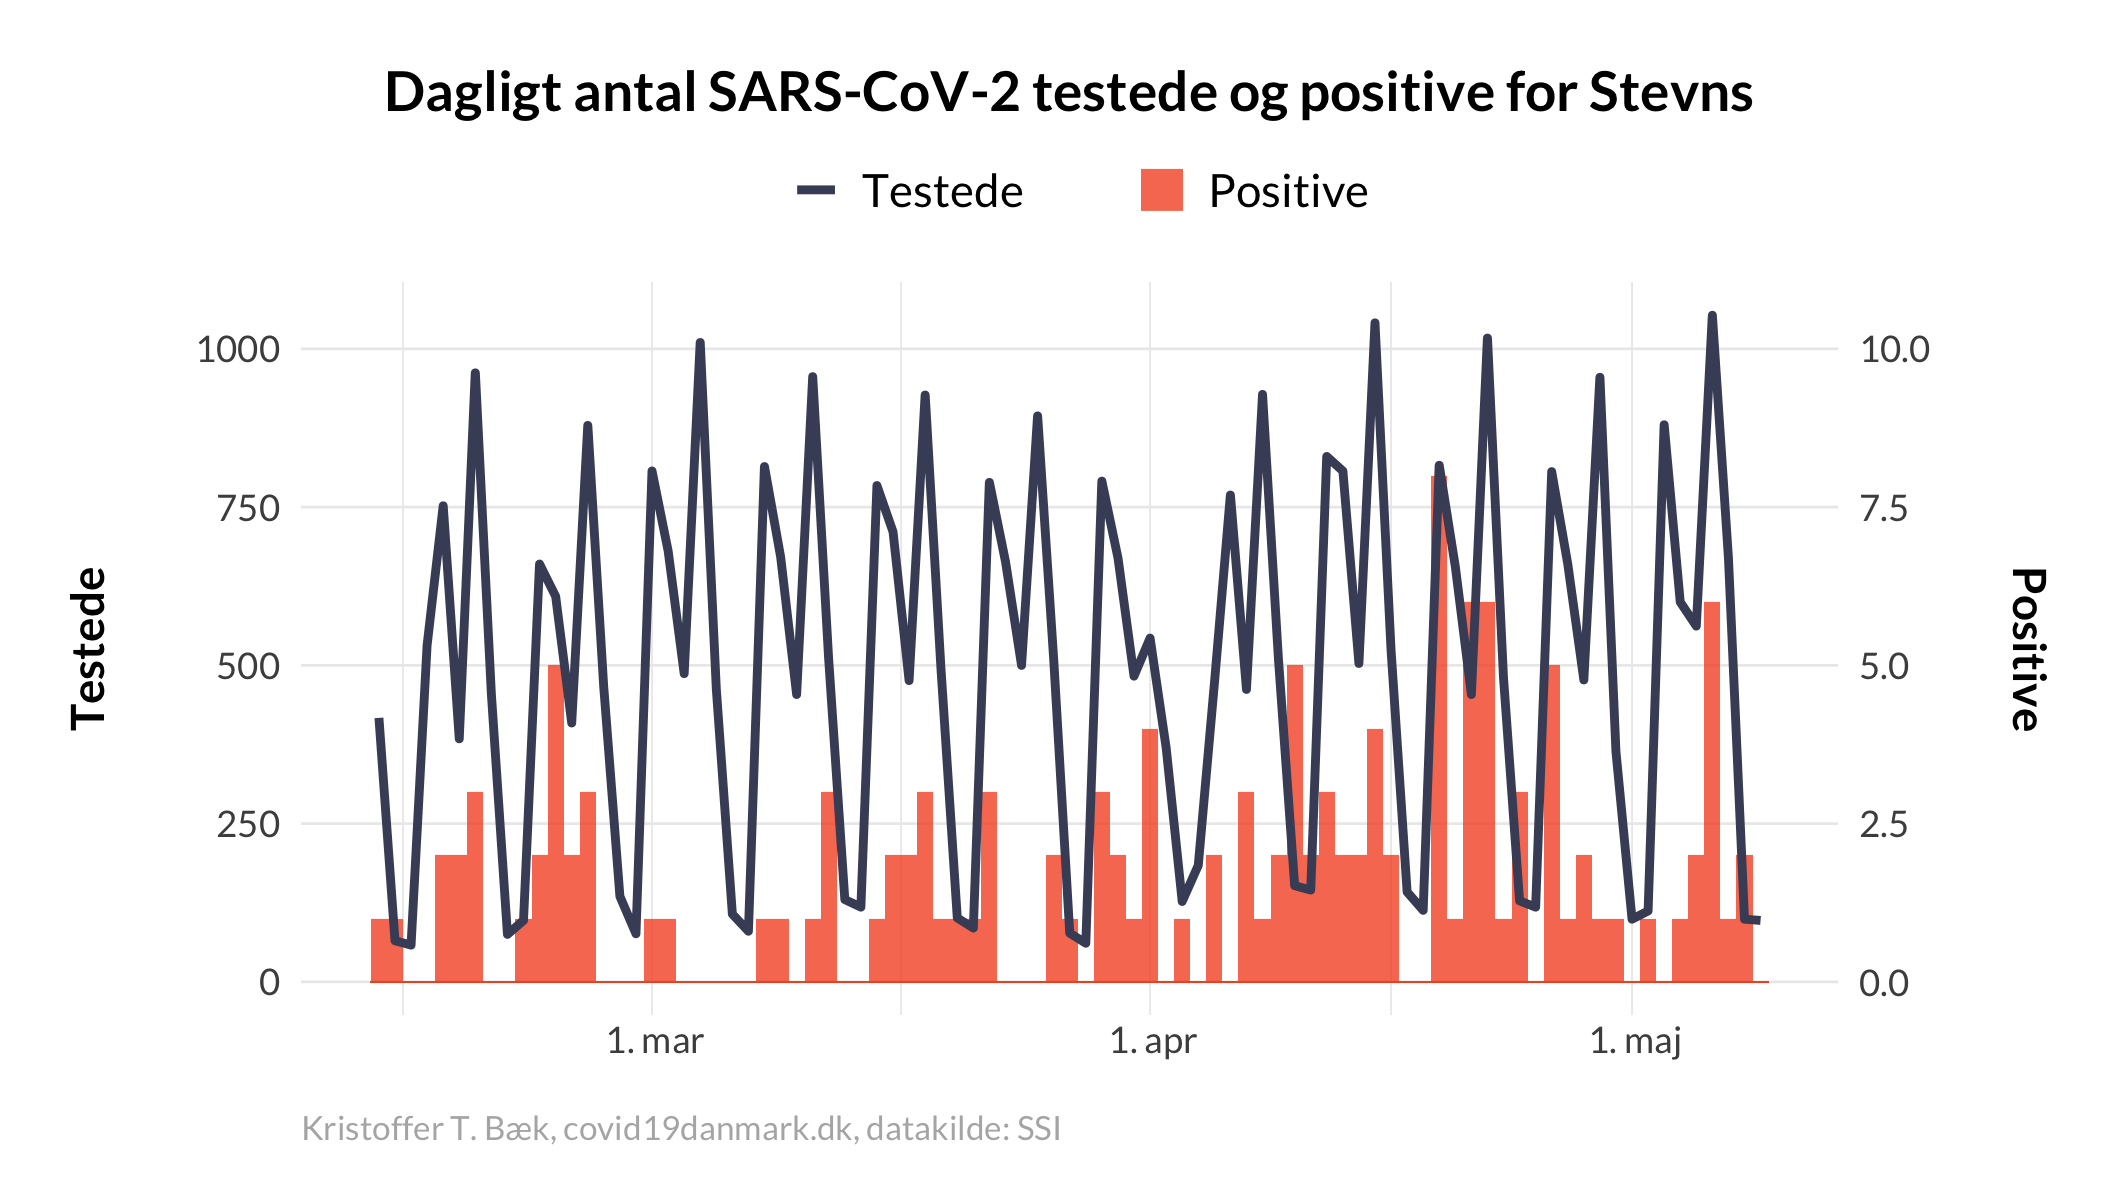 Dagligt antal SARS-CoV-2 testede og positive for Stevns
Testede Positive
1000 10.0
750 7.5
500 5.0
250 2.5
0 0.0
Testede
Positive
1. mar 1. apr 1. maj
Kristoffer T. Bæk, covid19danmark.dk, datakilde: SSI